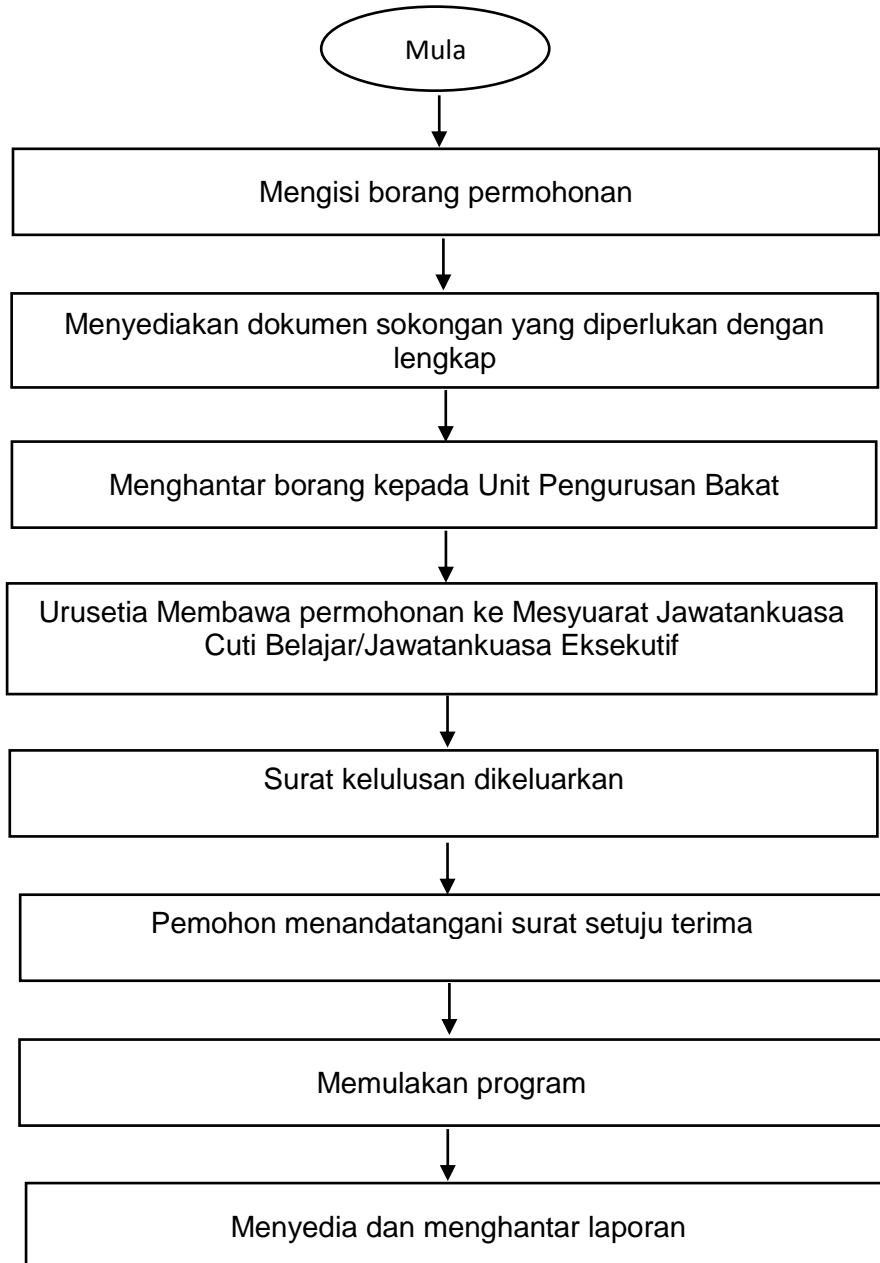 Mula
Mengisi borang permohonan
Menyediakan dokumen sokongan yang diperlukan dengan
lengkap
Menghantar borang kepada Unit Pengurusan Bakat
Urusetia Membawa permohonan ke Mesyuarat Jawatankuasa
Cuti Belajar/Jawatankuasa Eksekutif
Surat kelulusan dikeluarkan
Pemohon menandatangani surat setuju terima
Memulakan program
Menyedia dan menghantar laporan